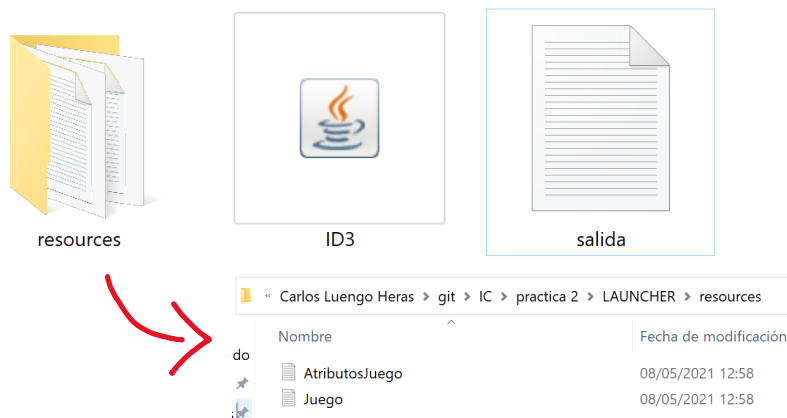 resources
ID3
salida
« Carlos Luengo Heras > git > IC > practica 2 > LAUNCHER > resources
Nombre
Fecha de modificación
do
AtributosJuego
08/05/2021 12:58
Juego
08/05/2021 12:58